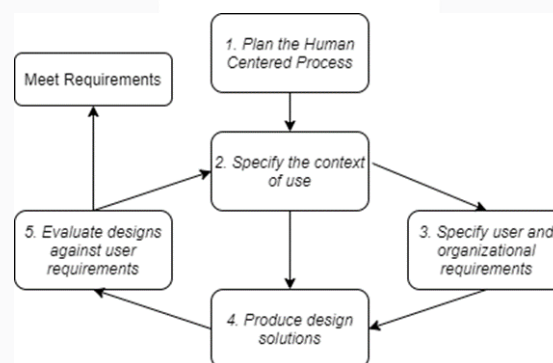 1. Plan the Human
Centered Process
Meet Requirements
2. Specify the context
of use
5. Evaluate designs
against user
requirements
3. Specify user and
organizational
requirements
4. Produce design
solutions